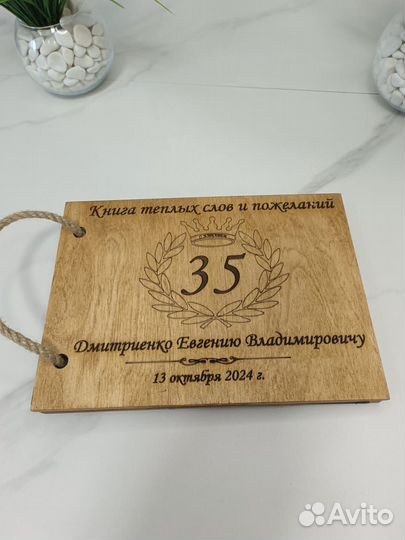 Книга теплых слов и пожеланий
35
Дмитриенко Евгению Владимировичу
13 октября 2024 г.
Avito